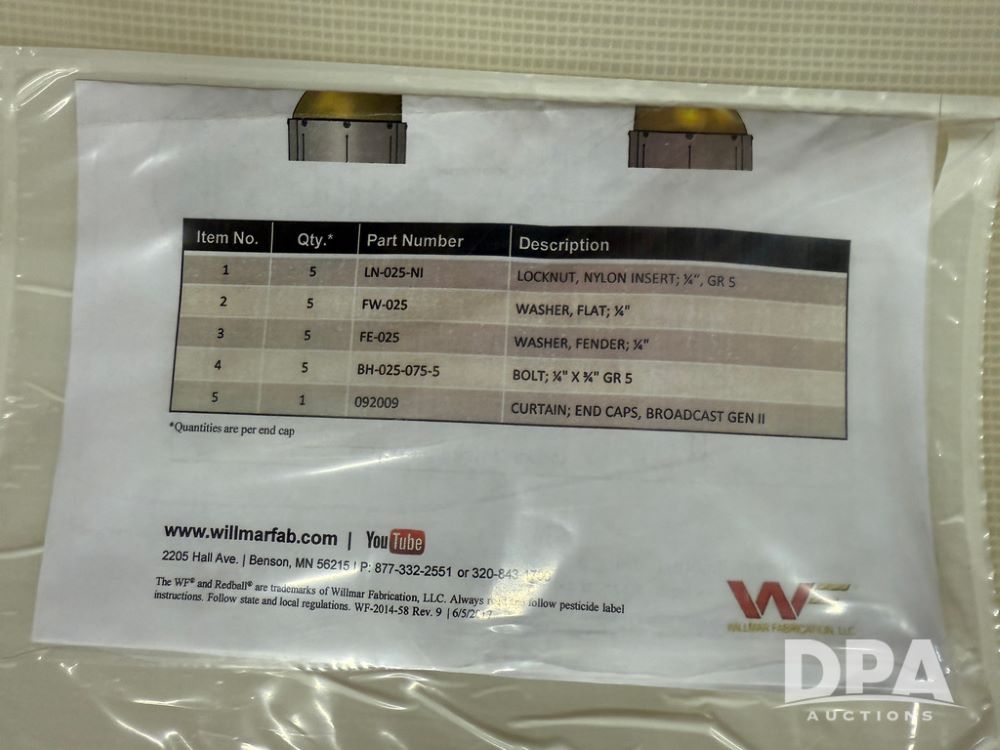 Item No. Qty.* Part Number Description
1 5 LN-025-NI LOCKNUT, NYLON INSERT; ¼", GR 5
2 5 FW-025 WASHER, FLAT; ¼"
3 5 FE-025 WASHER, FENDER; ¼"
4 5 BH-025-075-5 BOLT; ¼" X ¾" GR 5
5 1 092009 CURTAIN; END CAPS, BROADCAST GEN II
*Quantities are per end cap
www.willmarfab.com | YouTube
2205 Hall Ave. | Benson, MN 56215 | P: 877-332-2551 or 320-843-
The WF® and Redball® are trademarks of Willmar Fabrication, LLC. Always read and follow pesticide label
instructions. Follow state and local regulations. WF-2014-58 Rev. 9 | 6/5/
WF
WILLMAR FABRICATION, LLC
DPA
AUCTIONS